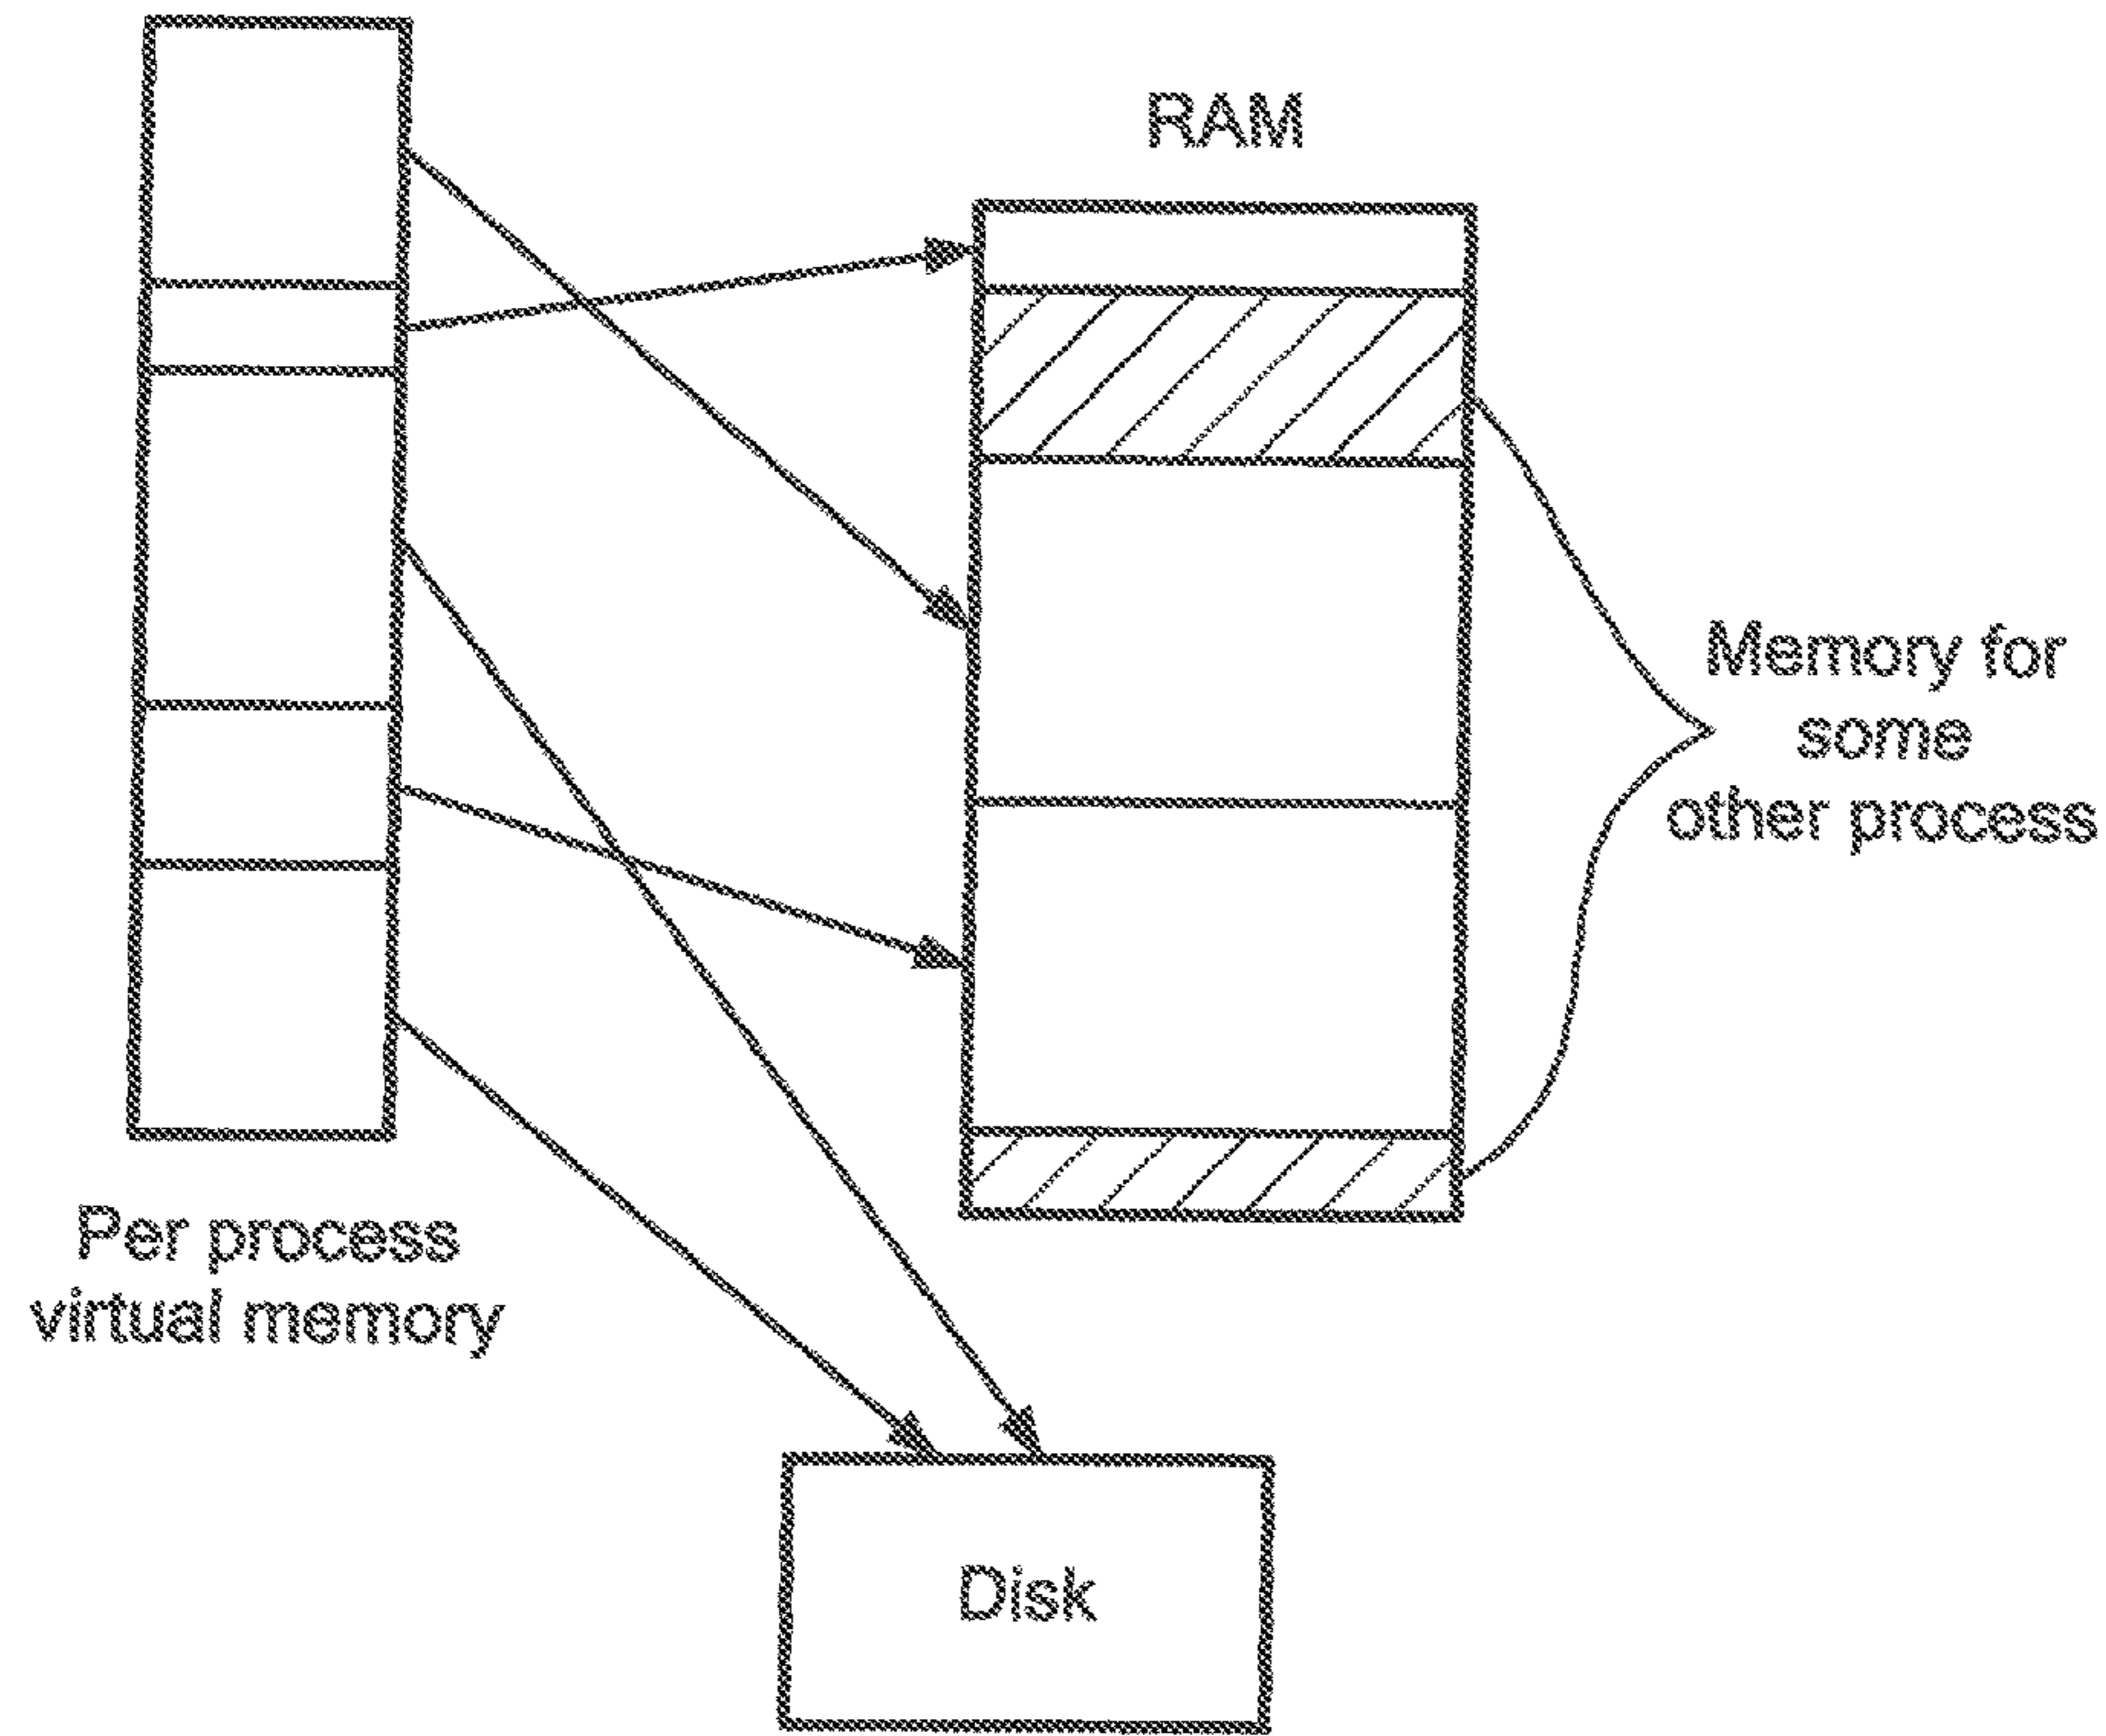 RAM
Memory for
some
other process
Per process
virtual memory
Disk